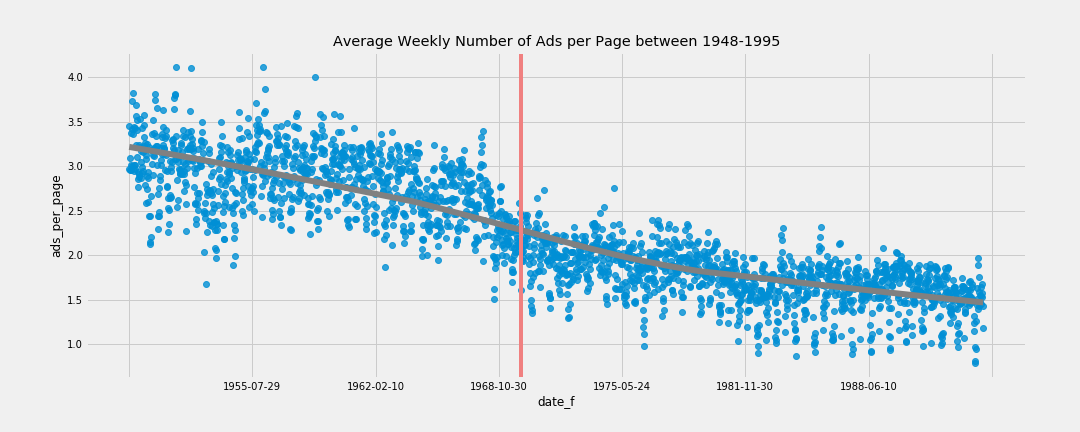 Average Weekly Number of Ads per Page between 1948-1995
4.0
3.5
3.0
2.5
2.0
1.5
1.0
ads_per_page
1955-07-29 1962-02-10 1968-10-30 1975-05-24 1981-11-30 1988-06-10
date_f